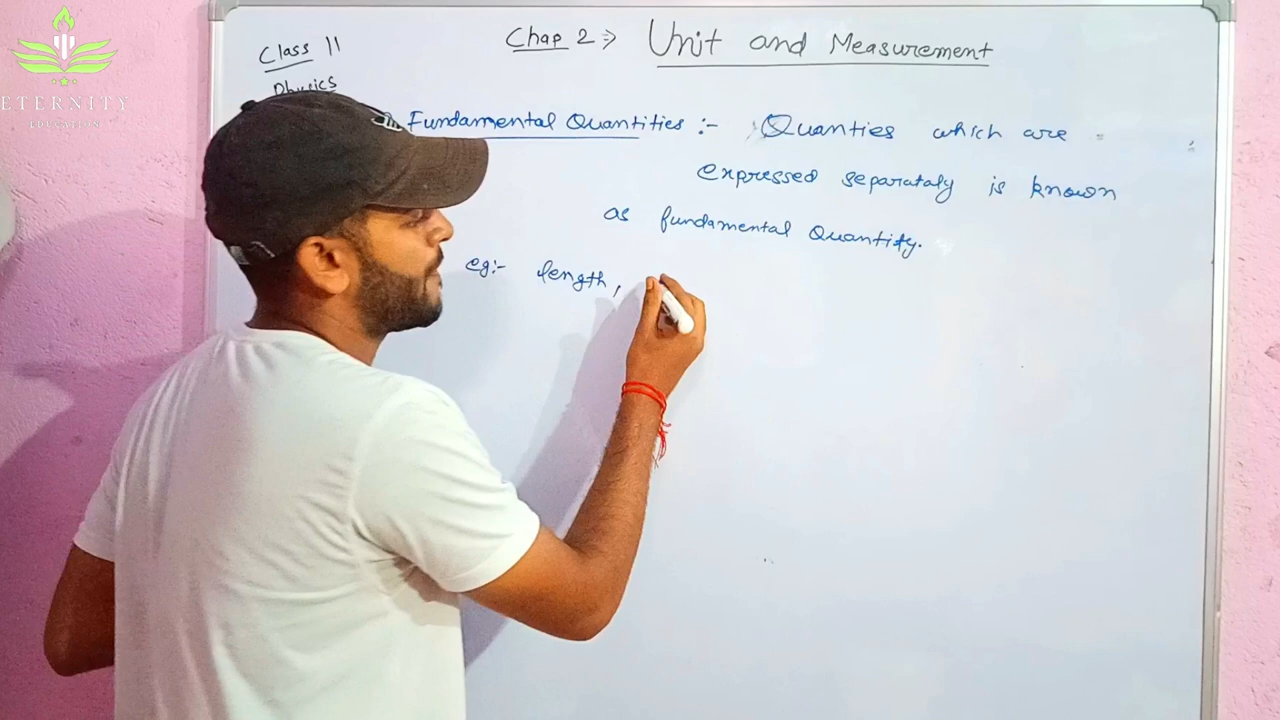 ETERNITY
EDUCATION
Class 11
Physics
Chap 2 ⇒ Unit and Measurement
Fundamental Quantities :- Quanties which are
expressed separataly is known
as fundamental Quantity.
eg:- length,